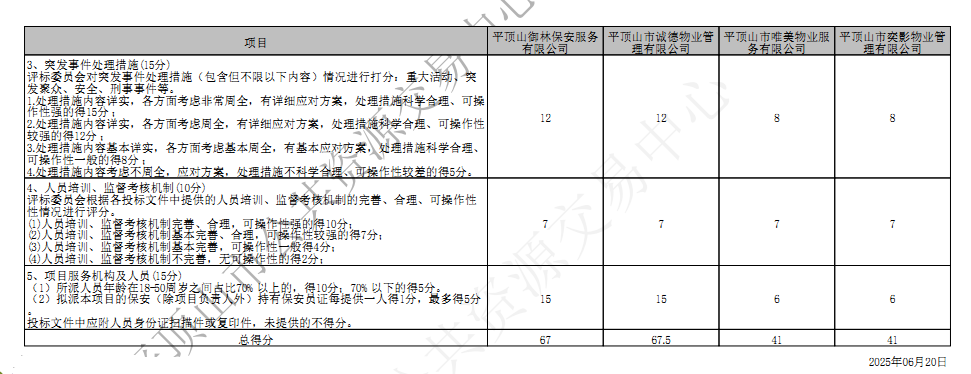 项目
平顶山御林保安服务
有限公司
平顶山市诚德物业管
理有限公司
平顶山市唯美物业服
务有限公司
平顶山市奕影物业管
理有限公司
3、突发事件处理措施(15分)
评标委员会对突发事件处理措施（包含但不限以下内容）情况进行打分：重大活动、突
发聚众、安全、刑事事件等。
1.处理措施内容详实，各方面考虑非常周全，有详细应对方案，处理措施科学合理、可操
作性强的得15分；
2.处理措施内容详实，各方面考虑周全，有详细应对方案，处理措施科学合理、可操作性
较强的得12分；
3.处理措施内容基本详实，各方面考虑基本周全，有基本应对方案，处理措施科学合理、
可操作性一般的得8分；
4.处理措施内容考虑不周全，应对方案，处理措施不科学合理、可操作性较差的得5分。
12
12
8
8
4、人员培训、监督考核机制(10分)
评标委员会根据各投标文件中提供的人员培训、监督考核机制的完善、合理、可操作性
性情况进行评分。
(1)人员培训、监督考核机制完善、合理，可操作性强的得10分；
(2)人员培训、监督考核机制基本完善、合理，可操作性较强的得7分；
(3)人员培训、监督考核机制基本完善，可操作性一般得4分；
(4)人员培训、监督考核机制不完善，无可操作性的得2分；
7
7
7
7
5、项目服务机构及人员(15分)
（1）所派人员年龄在18-50周岁之间占比70%以上的，得10分；70%以下的得5分。
（2）拟派本项目的保安（除项目负责人外）持有保安员证每提供一人得1分，最多得5分
。
投标文件中应附人员身份证扫描件或复印件，未提供的不得分。
15
15
6
6
总得分
67
67.5
41
41
2025年06月20日
平顶山市公共资源交易中心
公共资源交易中心